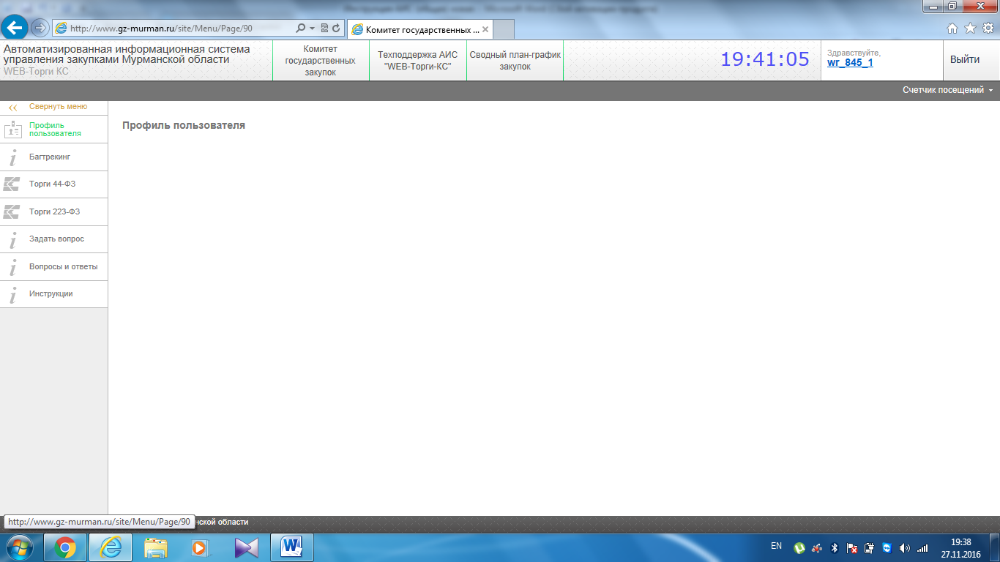 http://www.gz-murman.ru/site/Menu/Page/90
Комитет государственных ...
Автоматизированная информационная система
управления закупками Мурманской области
WEB-Торги КС
Комитет
государственных
закупок
Техподдержка АИС
"WEB-Торги-КС"
Сводный план-график
закупок
19:41:05
Здравствуйте,
wr_845_1
Выйти
Счетчик посещений
Свернуть меню
Профиль
пользователя
Профиль пользователя
Багтрекинг
Торги 44-ФЗ
Торги 223-ФЗ
Задать вопрос
Вопросы и ответы
Инструкции
http://www.gz-murman.ru/site/Menu/Page/90
нской области
EN
19:38
27.11.2016